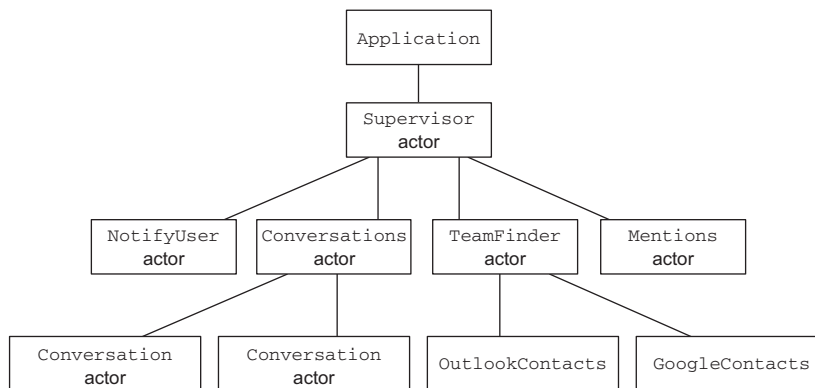 Application
Supervisor
actor
NotifyUser
actor
Conversations
actor
TeamFinder
actor
Mentions
actor
Conversation
actor
Conversation
actor
OutlookContacts
GoogleContacts